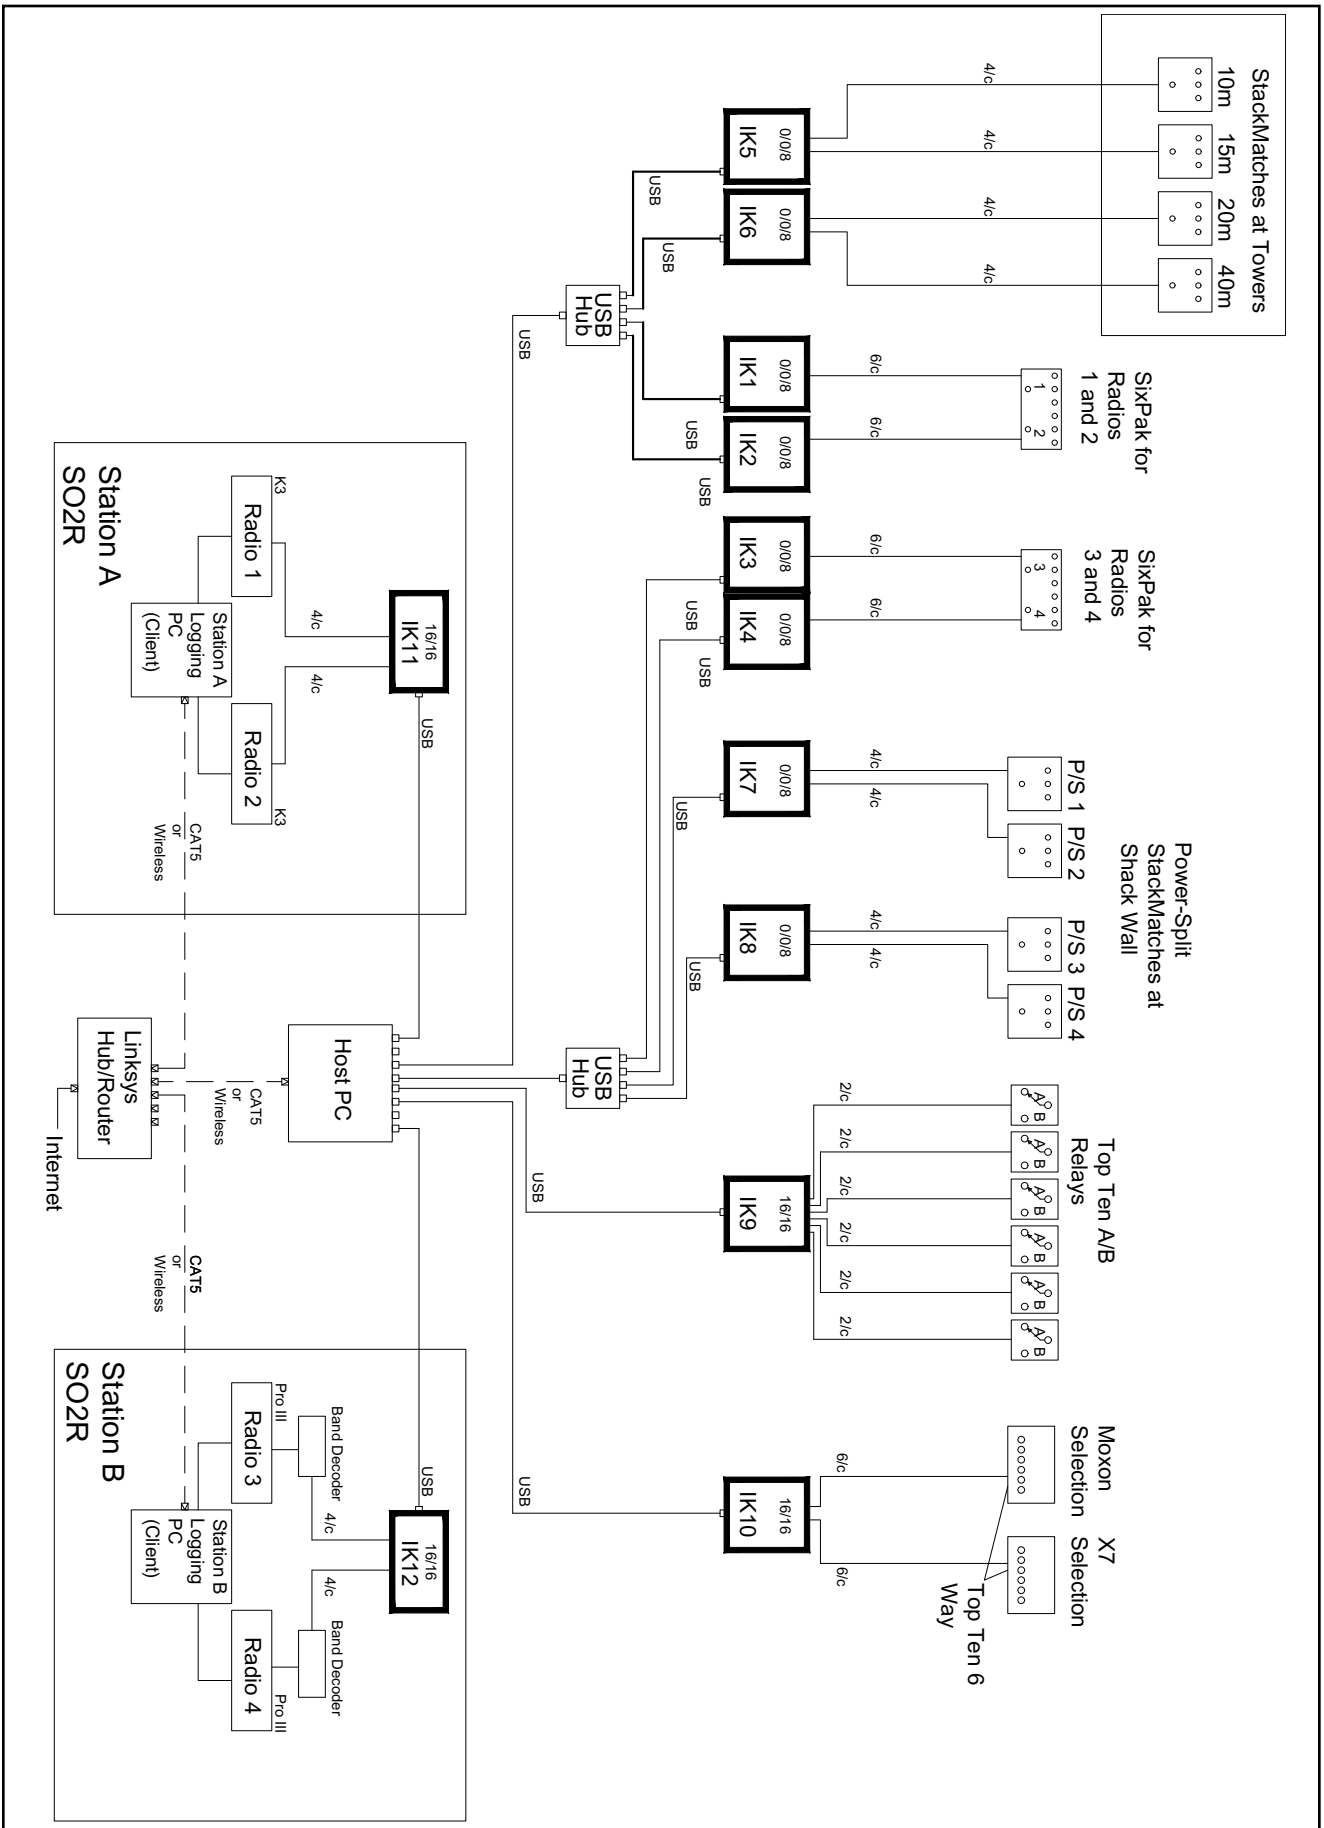 StackMatches at Towers
10m
15m
20m
40m
4/c
4/c
4/c
4/c
0/0/8
IK5
0/0/8
IK6
USB
USB
USB
Hub
USB
SixPak for
Radios
1 and 2
1
2
6/c
6/c
0/0/8
IK1
0/0/8
IK2
USB
USB
SixPak for
Radios
3 and 4
3
4
6/c
6/c
0/0/8
IK3
0/0/8
IK4
USB
USB
Power-Split
StackMatches at
Shack Wall
P/S 1
P/S 2
P/S 3
P/S 4
4/c
4/c
4/c
4/c
0/0/8
IK7
0/0/8
IK8
USB
USB
USB
Hub
Top Ten A/B
Relays
A
B
A
B
A
B
A
B
A
B
A
B
2/c
2/c
2/c
2/c
2/c
2/c
16/16
IK9
USB
Moxon
Selection
X7
Selection
Top Ten 6
Way
6/c
6/c
16/16
IK10
USB
Station A
SO2R
K3
Radio 1
4/c
16/16
IK11
4/c
USB
Station A
Logging
PC
(Client)
Radio 2
K3
CAT5
or
Wireless
Host PC
CAT5
or
Wireless
Linksys
Hub/Router
Internet
CAT5
or
Wireless
Station B
SO2R
Pro III
Radio 3
Band Decoder
4/c
USB
16/16
IK12
4/c
Band Decoder
Station B
Logging
PC
(Client)
Radio 4
Pro III